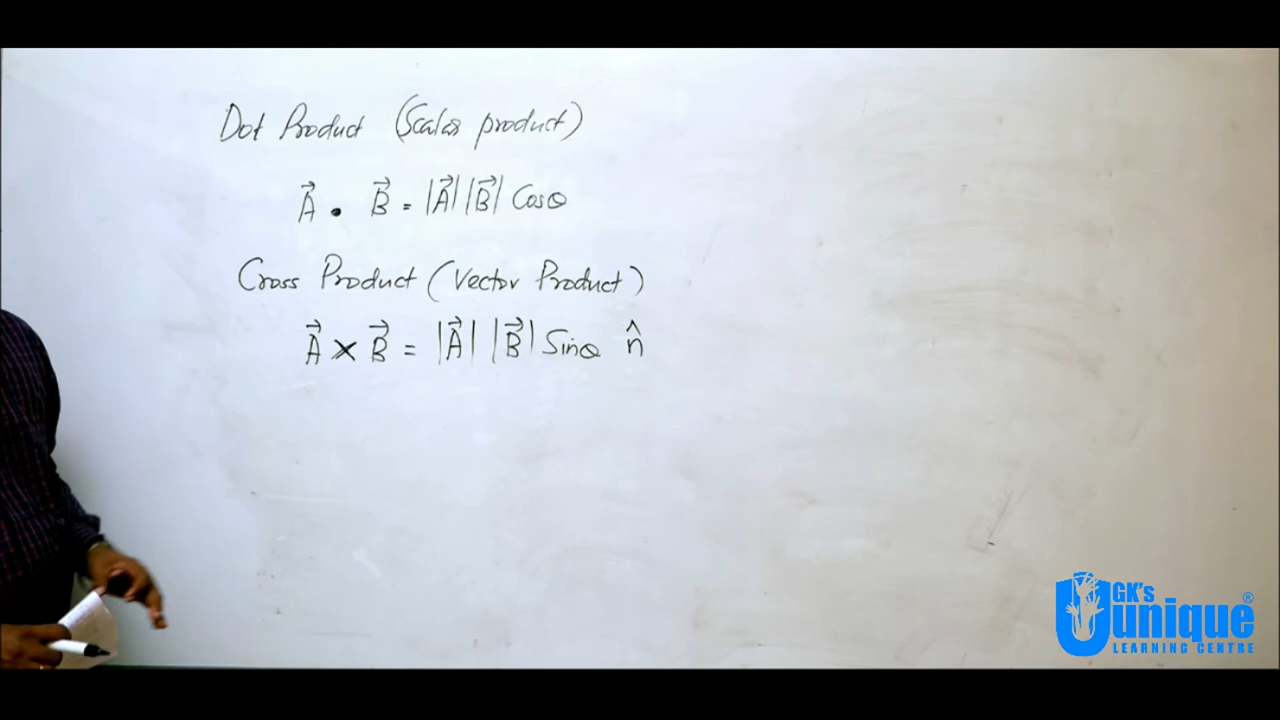 Dot Product (Scalar product)
A⃗ . B⃗ = |A⃗| |B⃗| Cosθ
Cross Product (Vector Product)
A⃗ × B⃗ = |A⃗| |B⃗| Sinθ n̂
GK's
unique®
LEARNING CENTRE